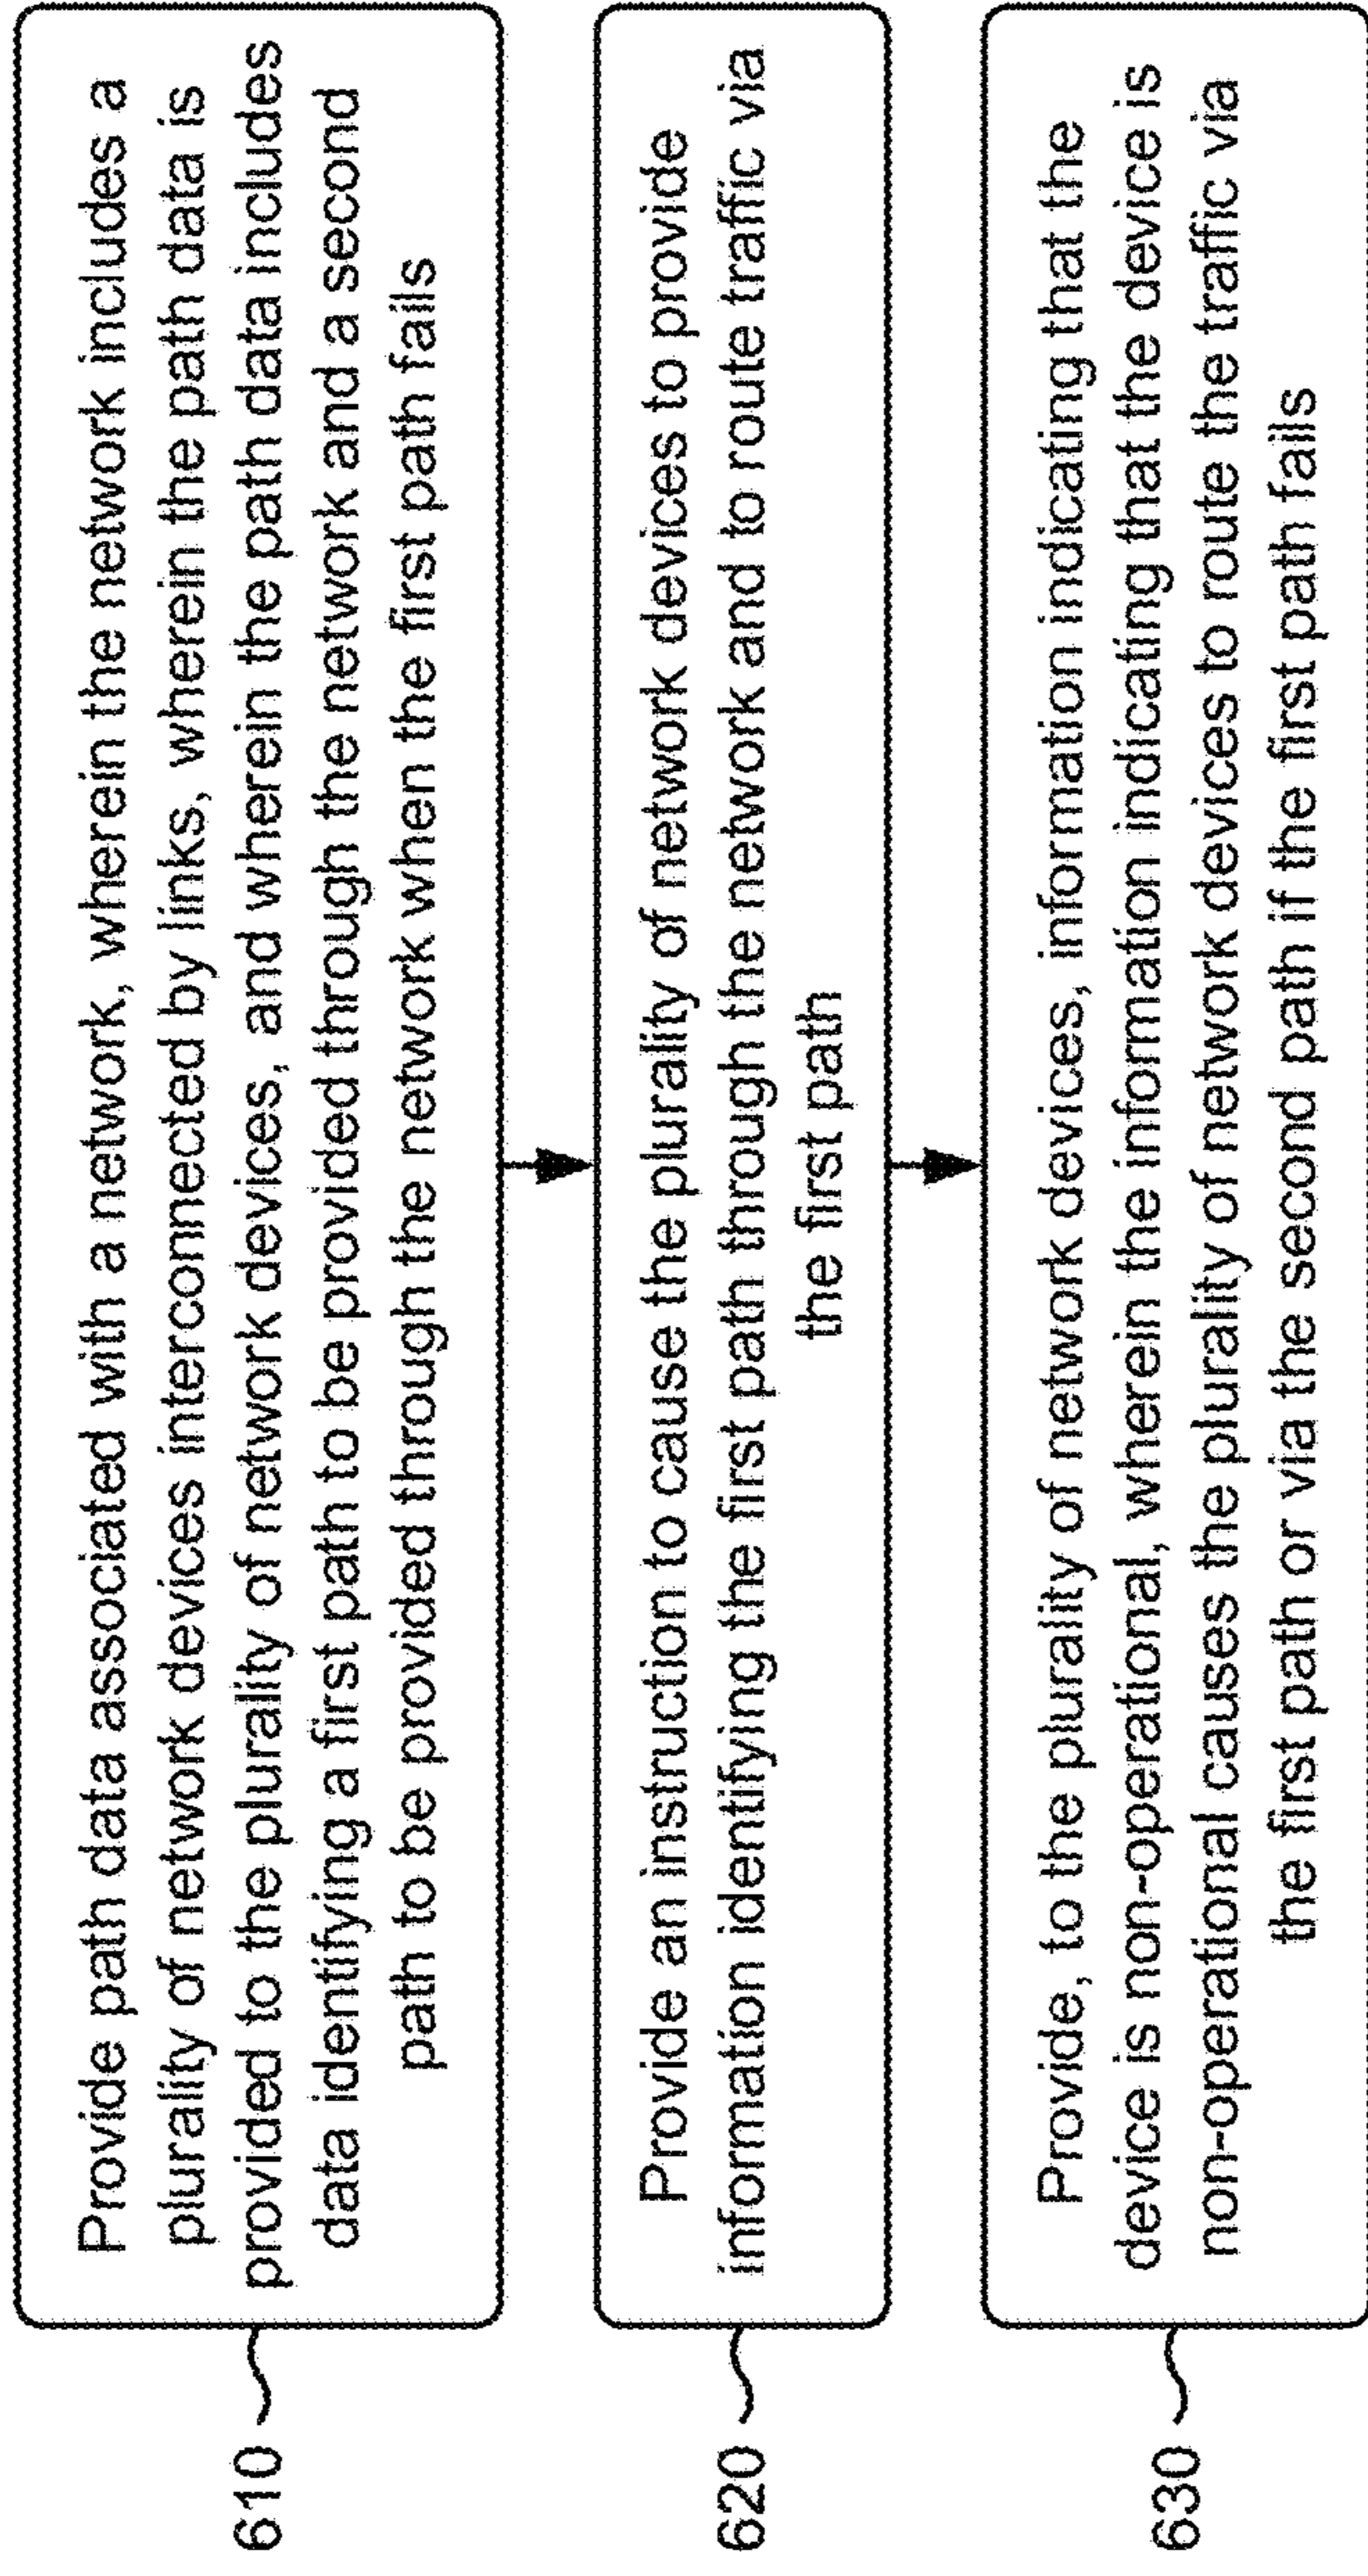 610
Provide path data associated with a network, wherein the network includes a
plurality of network devices interconnected by links, wherein the path data is
provided to the plurality of network devices, and wherein the path data includes
data identifying a first path to be provided through the network and a second
path to be provided through the network when the first path fails
620
Provide an instruction to cause the plurality of network devices to provide
information identifying the first path through the network and to route traffic via
the first path
630
Provide, to the plurality of network devices, information indicating that the
device is non-operational, wherein the information indicating that the device is
non-operational causes the plurality of network devices to route the traffic via
the first path or via the second path if the first path fails